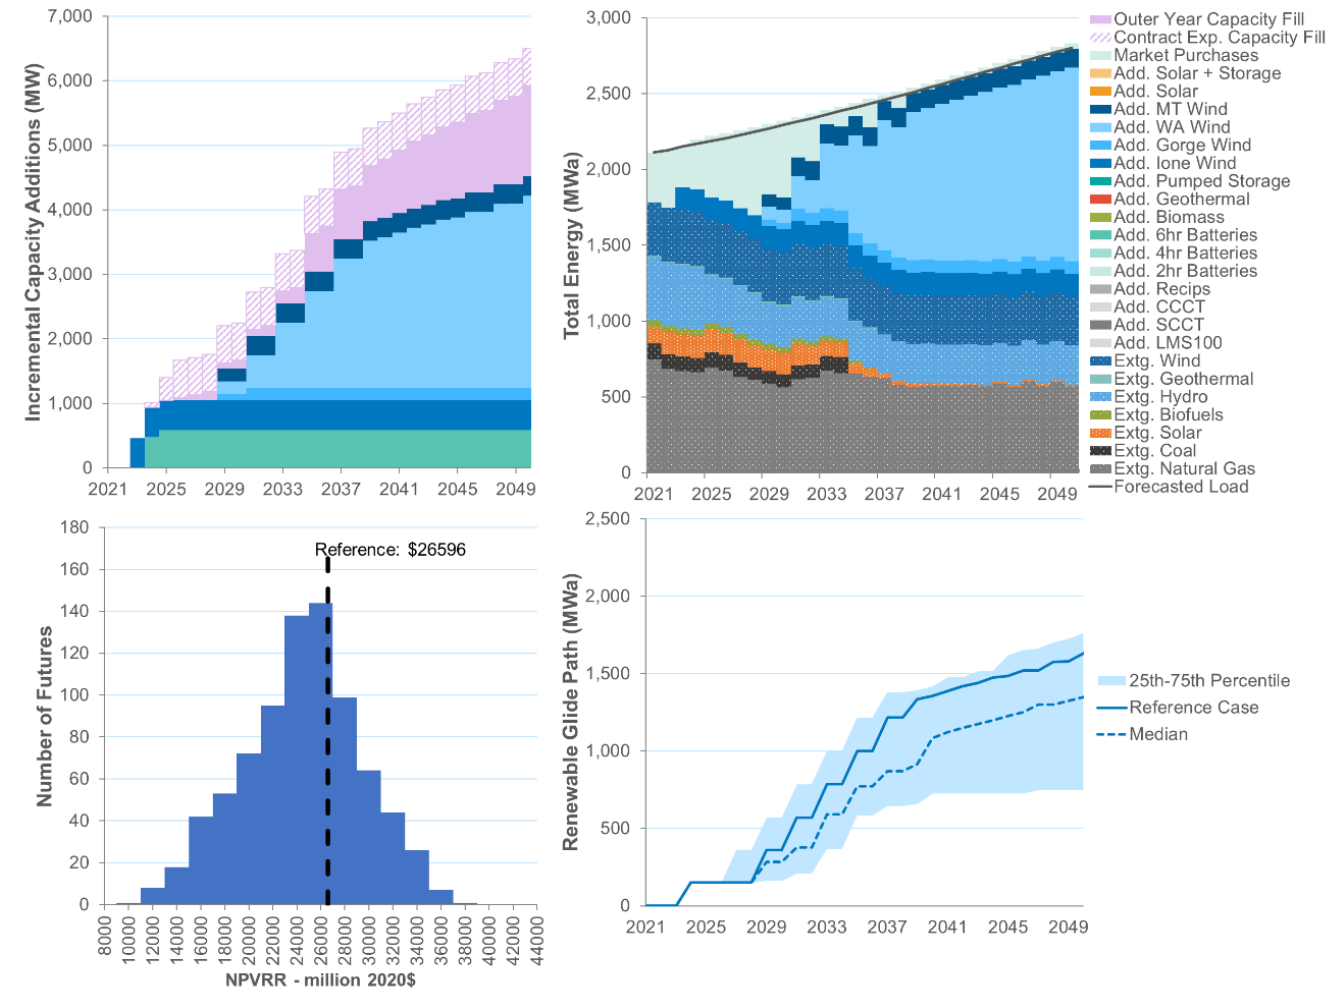 Incremental Capacity Additions (MW)
7,000
6,000
5,000
4,000
3,000
2,000
1,000
0
2021 2025 2029 2033 2037 2041 2045 2049
Total Energy (MWa)
3,000
2,500
2,000
1,500
1,000
500
0
2021 2025 2029 2033 2037 2041 2045 2049
Outer Year Capacity Fill
Contract Exp. Capacity Fill
Market Purchases
Add. Solar + Storage
Add. Solar
Add. MT Wind
Add. WA Wind
Add. Gorge Wind
Add. Ione Wind
Add. Pumped Storage
Add. Geothermal
Add. Biomass
Add. 6hr Batteries
Add. 4hr Batteries
Add. 2hr Batteries
Add. Recips
Add. CCCT
Add. SCCT
Add. LMS100
Extg. Wind
Extg. Geothermal
Extg. Hydro
Extg. Biofuels
Extg. Solar
Extg. Coal
Extg. Natural Gas
Forecasted Load
Number of Futures
180
160
140
120
100
80
60
40
20
0
Reference: $26596
8000 10000 12000 14000 16000 18000 20000 22000 24000 26000 28000 30000 32000 34000 36000 38000 40000 42000 44000
NPVRR - million 2020$
Renewable Glide Path (MWa)
2,500
2,000
1,500
1,000
500
0
2021 2025 2029 2033 2037 2041 2045 2049
25th-75th Percentile
Reference Case
Median